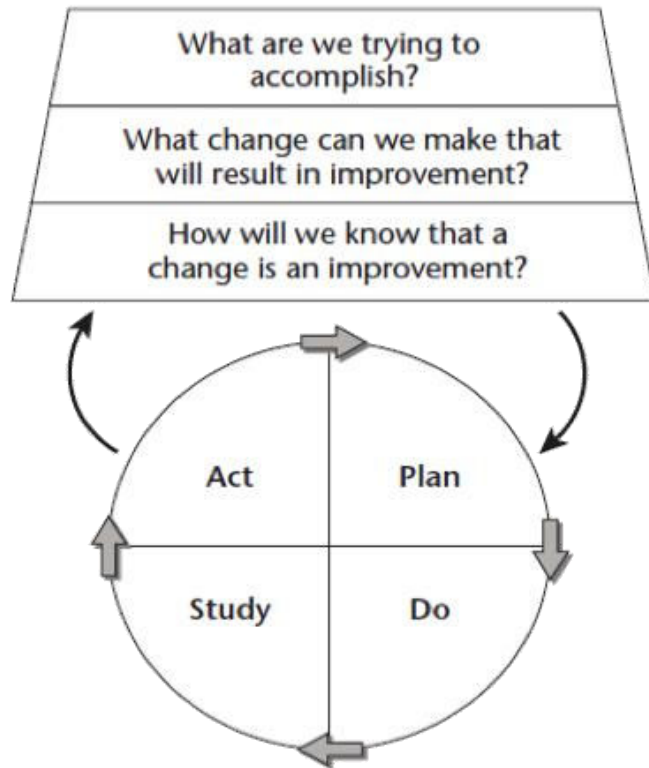 What are we trying to
accomplish?
What change can we make that
will result in improvement?
How will we know that a
change is an improvement?
Act
Plan
Study
Do